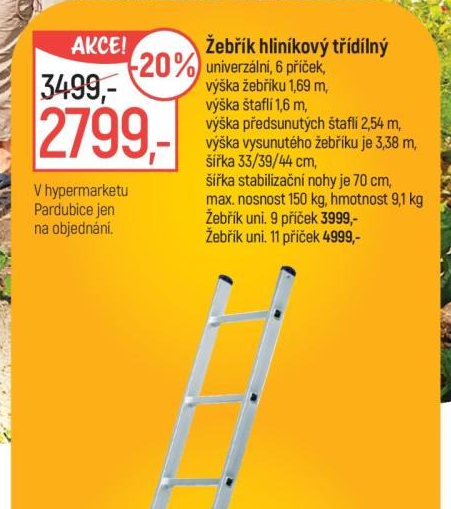 AKCE!
-20%
3499,-
2799,-
V hypermarketu
Pardubice jen
na objednání.
Žebřík hliníkový třídílný
univerzální, 6 příček,
výška žebříku 1,69 m,
výška štaflí 1,6 m,
výška předsunutých štaflí 2,54 m,
výška vysunutého žebříku je 3,38 m,
šířka 33/39/44 cm,
šířka stabilizační nohy je 70 cm,
max. nosnost 150 kg, hmotnost 9,1 kg
Žebřík uni. 9 příček 3999,-
Žebřík uni. 11 příček 4999,-